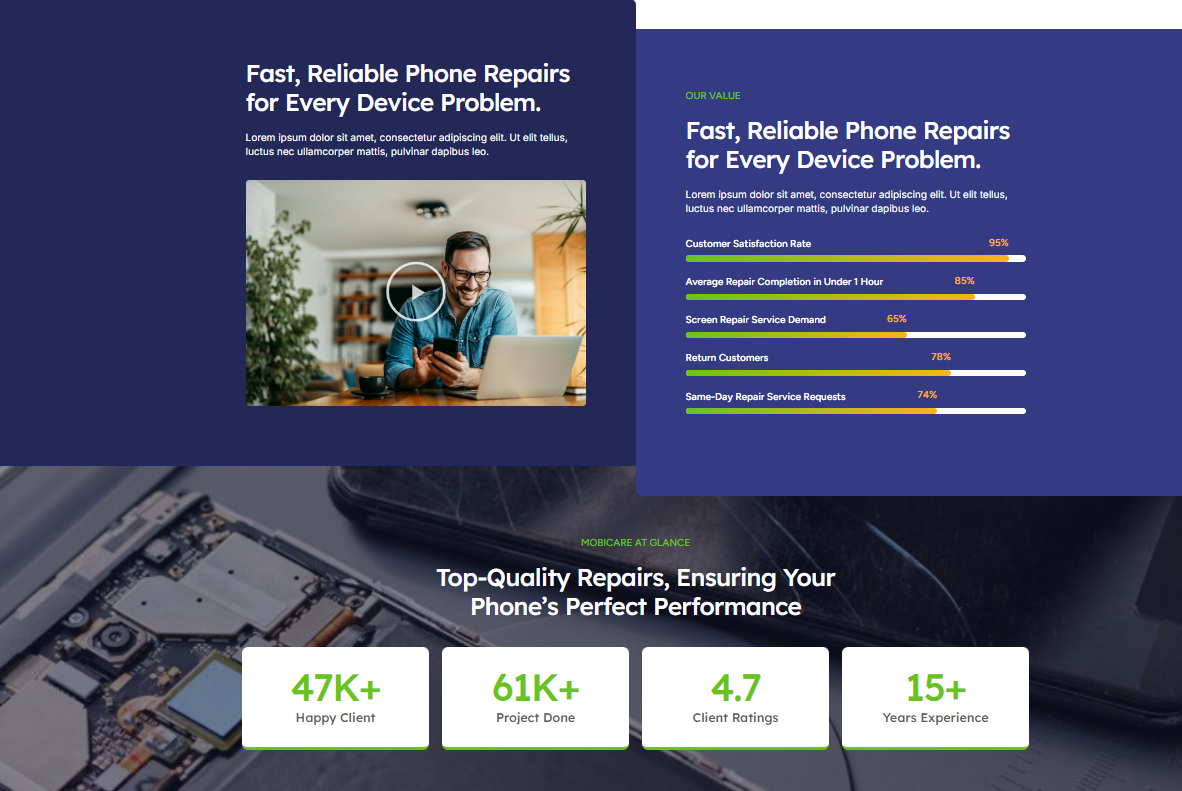 Fast, Reliable Phone Repairs
for Every Device Problem.
Lorem ipsum dolor sit amet, consectetur adipiscing elit. Ut elit tellus,
luctus nec ullamcorper mattis, pulvinar dapibus leo.
OUR VALUE
Fast, Reliable Phone Repairs
for Every Device Problem.
Lorem ipsum dolor sit amet, consectetur adipiscing elit. Ut elit tellus,
luctus nec ullamcorper mattis, pulvinar dapibus leo.
Customer Satisfaction Rate 95%
Average Repair Completion in Under 1 Hour 85%
Screen Repair Service Demand 65%
Return Customers 78%
Same-Day Repair Service Requests 74%
MOBICARE AT GLANCE
Top-Quality Repairs, Ensuring Your
Phone’s Perfect Performance
47K+
Happy Client
61K+
Project Done
4.7
Client Ratings
15+
Years Experience